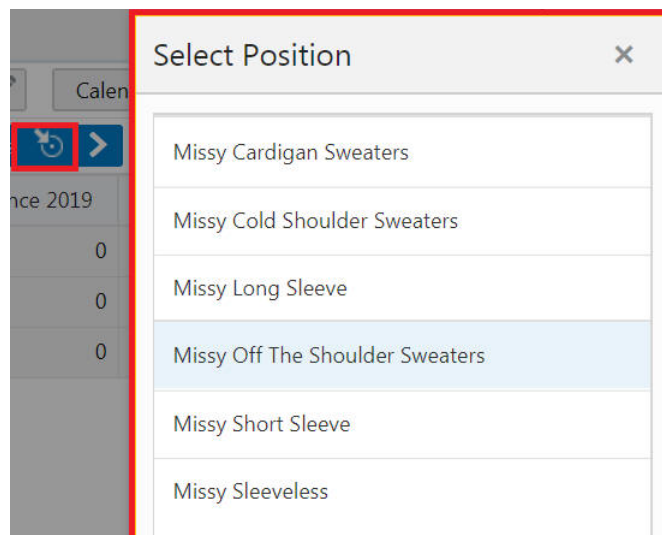 Select Position
Calen
nce 2019
0
0
0
Missy Cardigan Sweaters
Missy Cold Shoulder Sweaters
Missy Long Sleeve
Missy Off The Shoulder Sweaters
Missy Short Sleeve
Missy Sleeveless